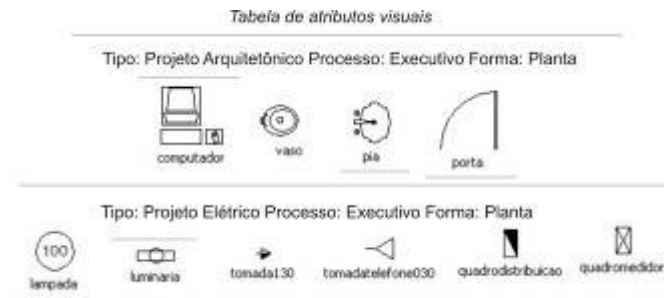 Tabela de atributos visuais
Tipo: Projeto Arquitetônico Processo: Executivo Forma: Planta
computador vaso pia porta
Tipo: Projeto Elétrico Processo: Executivo Forma: Planta
100
lampada luminaria tomada130 tomadatelefone030 quadrodistribuicao quadromedidor